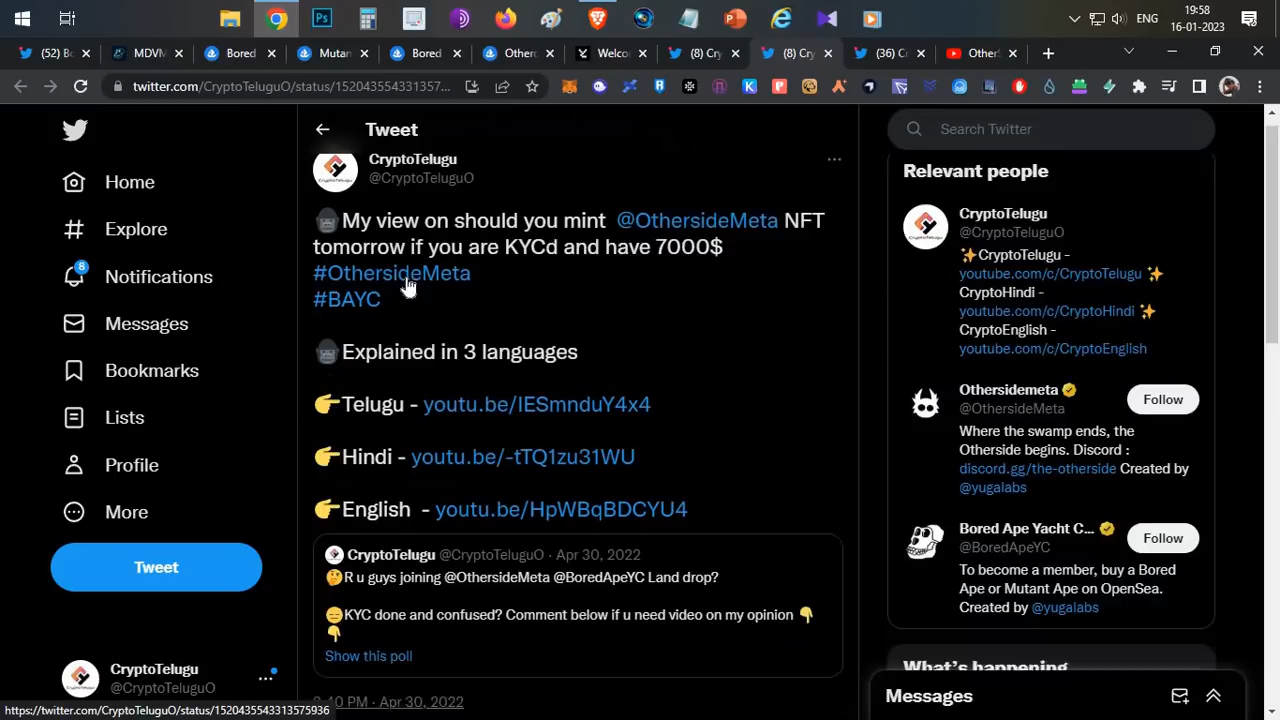 19:58
ENG
16-01-2023
(52) B
MDVM
Bored
Mutan
Bored
Otherc
Welco
(8) Cry
(8) Cry
(36) C
Other
twitter.com/CryptoTeluguO/status/152043554331357...
Tweet
Search Twitter
CryptoTelugu
@CryptoTeluguO
Home
Explore
8
Notifications
Messages
Bookmarks
Lists
Profile
More
Tweet
CryptoTelugu
@CryptoTeluguO
My view on should you mint @OthersideMeta NFT
tomorrow if you are KYCd and have 7000$
#OthersideMeta
#BAYC
Explained in 3 languages
Telugu - youtu.be/IESmnduY4x4
Hindi - youtu.be/-tTQ1zu31WU
English - youtu.be/HpWBqBDCYU4
CryptoTelugu @CryptoTeluguO · Apr 30, 2022
R u guys joining @OthersideMeta @BoredApeYC Land drop?
KYC done and confused? Comment below if u need video on my opinion
Show this poll
9:40 PM · Apr 30, 2022
Relevant people
CryptoTelugu
@CryptoTeluguO
CryptoTelugu -
youtube.com/c/CryptoTelugu
CryptoHindi -
youtube.com/c/CryptoHindi
CryptoEnglish -
youtube.com/c/CryptoEnglish
Othersidemeta
@OthersideMeta
Follow
Where the swamp ends, the
Otherside begins. Discord :
discord.gg/the-otherside Created by
@yugalabs
Bored Ape Yacht C...
@BoredApeYC
Follow
To become a member, buy a Bored
Ape or Mutant Ape on OpenSea.
Created by @yugalabs
What's happening
Messages
https://twitter.com/CryptoTeluguO/status/1520435543313575936